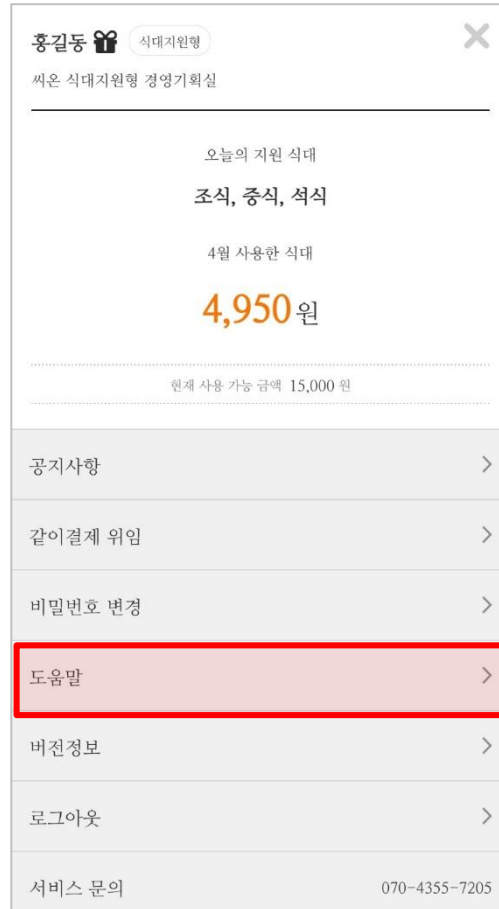 홍길동 식대지원형
씨온 식대지원형 경영기획실
오늘의 지원 식대
조식, 중식, 석식
4월 사용한 식대
4,950 원
현재 사용 가능 금액 15,000 원
공지사항
같이결제 위임
비밀번호 변경
도움말
버전정보
로그아웃
서비스 문의 070-4355-7205